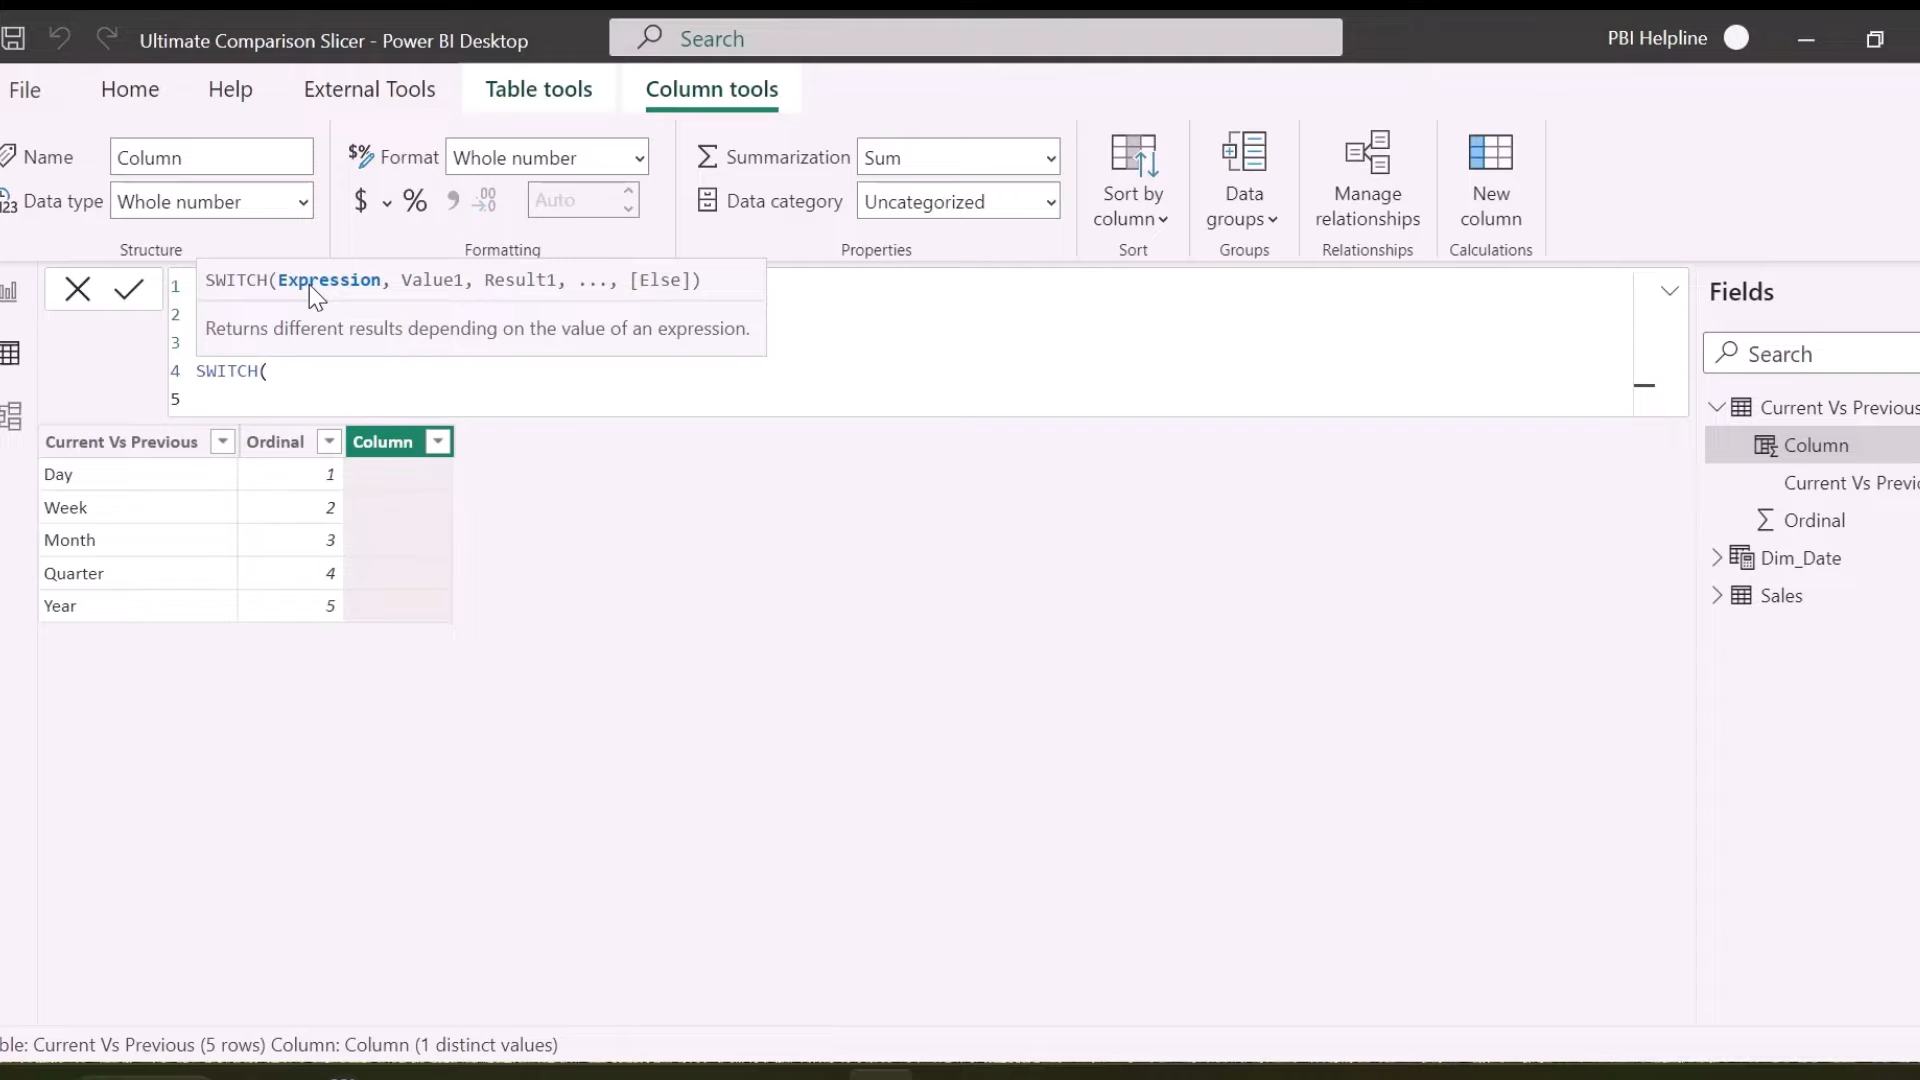 Ultimate Comparison Slicer - Power BI Desktop
Search
PBI Helpline
File
Home
Help
External Tools
Table tools
Column tools
Name
Column
Data type
Whole number
Structure
Format
Whole number
$ % , .00 →.0
Auto
Formatting
Summarization
Sum
Data category
Uncategorized
Properties
Sort by
column
Sort
Data
groups
Groups
Manage
relationships
Relationships
New
column
Calculations
1
SWITCH(Expression, Value1, Result1, ..., [Else])
2
Returns different results depending on the value of an expression.
3
4 SWITCH(
5
Current Vs Previous Ordinal Column
Day 1
Week 2
Month 3
Quarter 4
Year 5
Fields
Search
Current Vs Previous
Column
Current Vs Previo
Ordinal
Dim_Date
Sales
ble: Current Vs Previous (5 rows) Column: Column (1 distinct values)